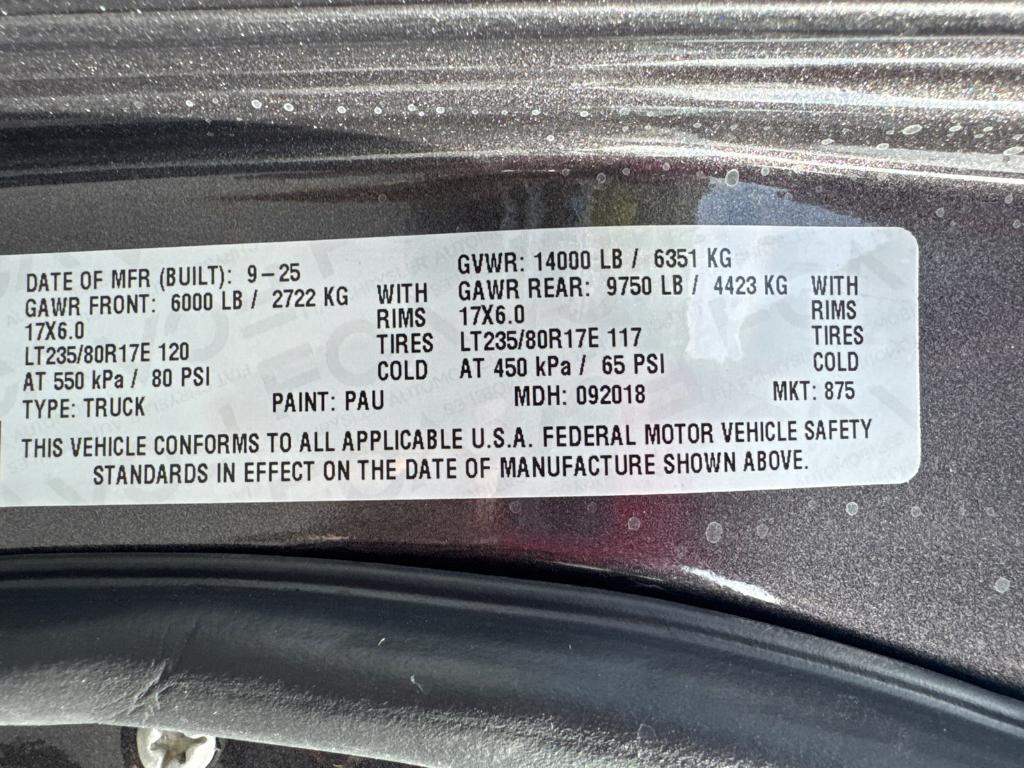 DATE OF MFR (BUILT): 9-25 GVWR: 14000 LB / 6351 KG
GAWR FRONT: 6000 LB / 2722 KG WITH GAWR REAR: 9750 LB / 4423 KG WITH
17X6.0 RIMS 17X6.0 RIMS
LT235/80R17E 120 TIRES LT235/80R17E 117 TIRES
AT 550 kPa / 80 PSI COLD AT 450 kPa / 65 PSI COLD
TYPE: TRUCK PAINT: PAU MDH: 092018 MKT: 875
THIS VEHICLE CONFORMS TO ALL APPLICABLE U.S.A. FEDERAL MOTOR VEHICLE SAFETY
STANDARDS IN EFFECT ON THE DATE OF MANUFACTURE SHOWN ABOVE.